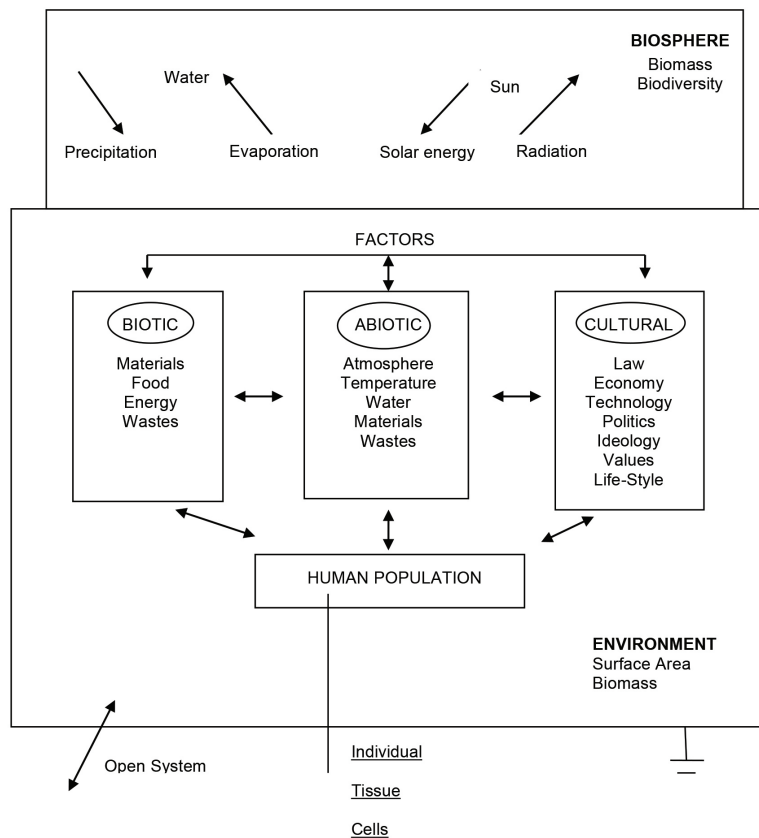 BIOSPHERE
Biomass
Biodiversity
Water
Sun
Precipitation
Evaporation
Solar energy
Radiation
FACTORS
BIOTIC
Materials
Food
Energy
Wastes
ABIOTIC
Atmosphere
Temperature
Water
Materials
Wastes
CULTURAL
Law
Economy
Technology
Politics
Ideology
Values
Life-Style
HUMAN POPULATION
ENVIRONMENT
Surface Area
Biomass
Open System
Individual
Tissue
Cells